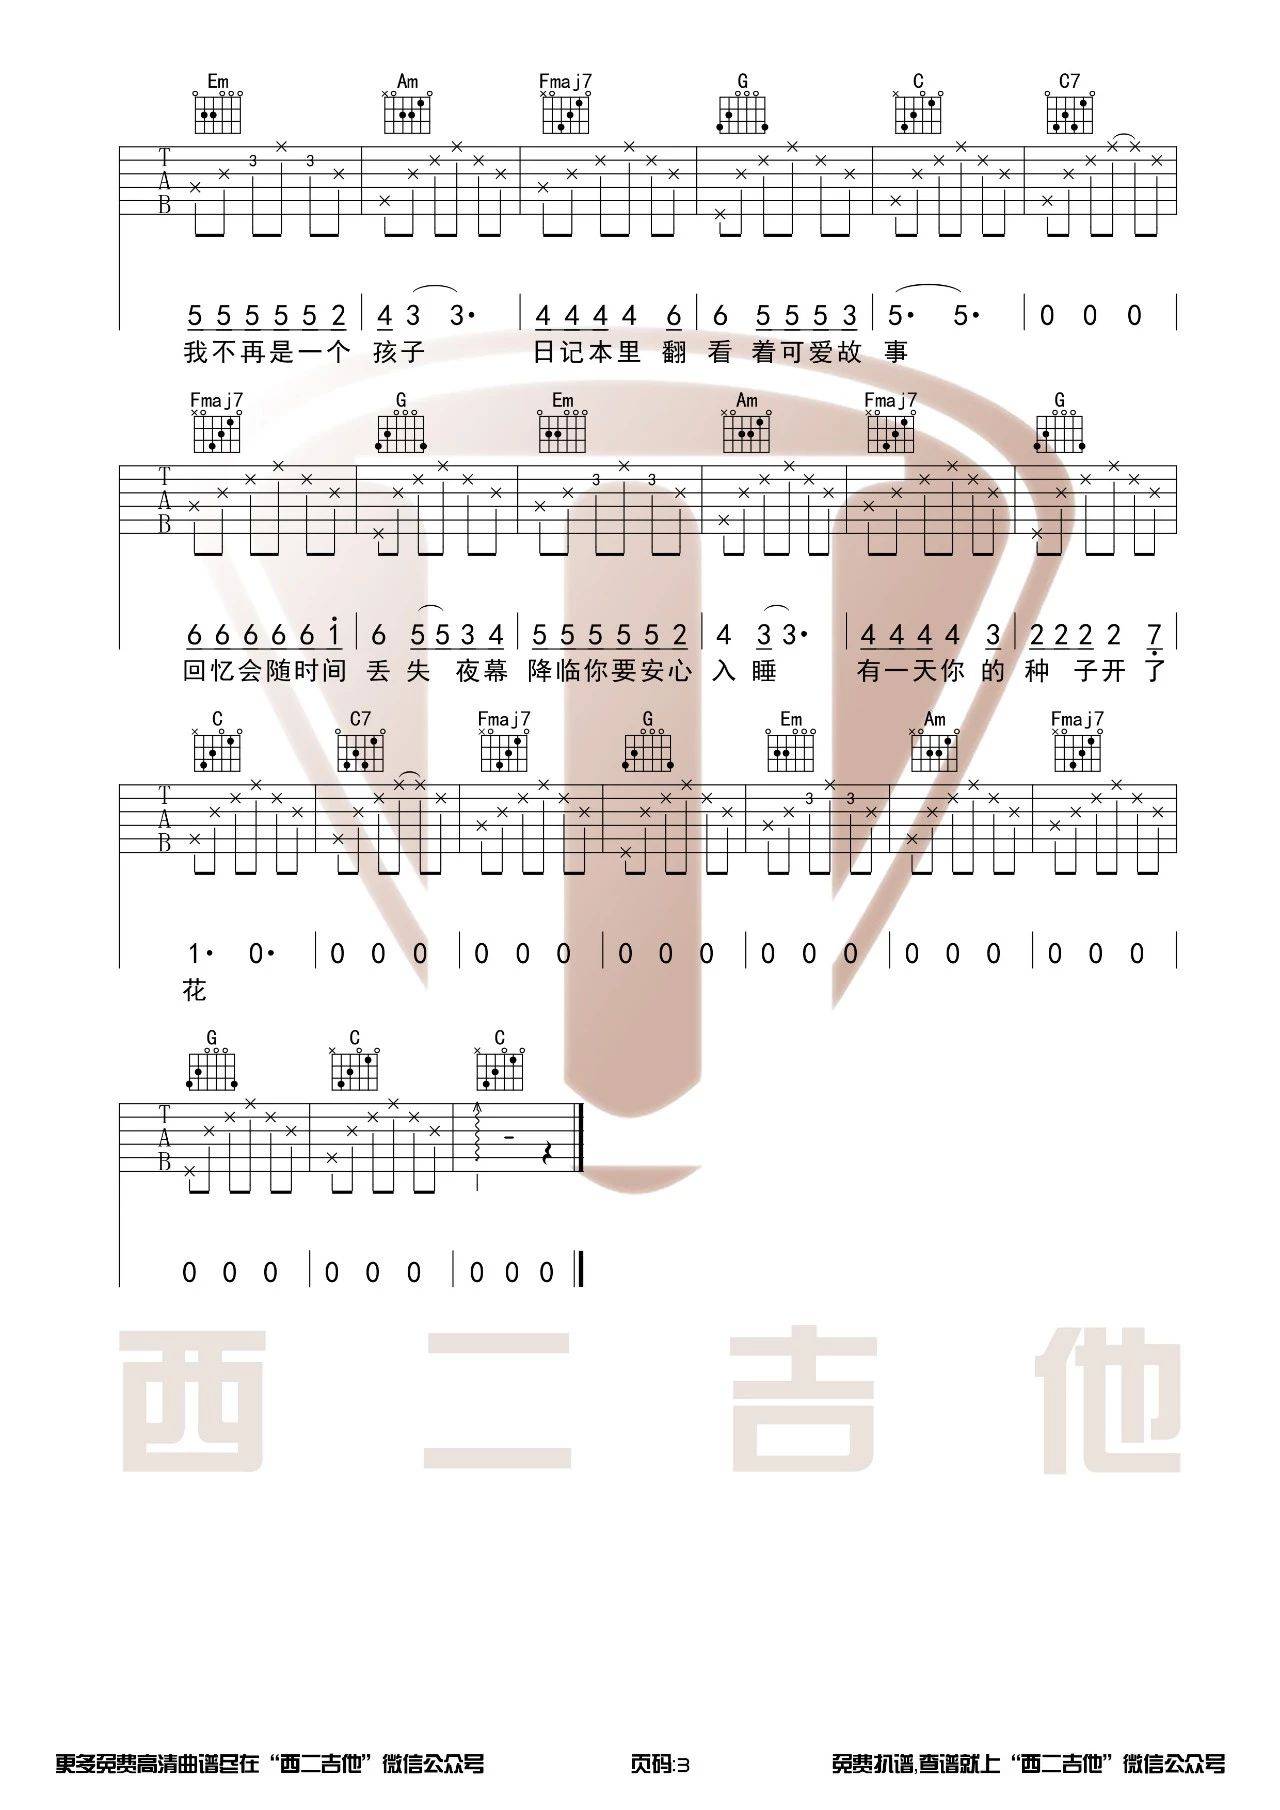 Em Am Fmaj7 G C C7
T A B 3 3
5 5 5 5 5 2 4 3 3· 4 4 4 4 6 6 5 5 5 3 5· 5· 0 0 0
我不再是一个 孩子 日记本里 翻 看 着可爱故 事
Fmaj7 G Em Am Fmaj7 G
T A B 3 3
6 6 6 6 6 1 6 5 5 3 4 5 5 5 5 5 2 4 3 3· 4 4 4 4 3 2 2 2 2 7
回忆会随时间 丢 失 夜幕 降临你要安心 入 睡 有一天你 的 种 子开 了
C C7 Fmaj7 G Em Am Fmaj7
T A B 3 3
1· 0· 0 0 0 0 0 0 0 0 0 0 0 0 0 0 0 0 0 0
花
G C C
T A B
0 0 0 0 0 0 0 0 0
西二吉他
更多免费高清曲谱尽在“西二吉他”微信公众号 页码:3 免费扒谱,查谱就上“西二吉他”微信公众号